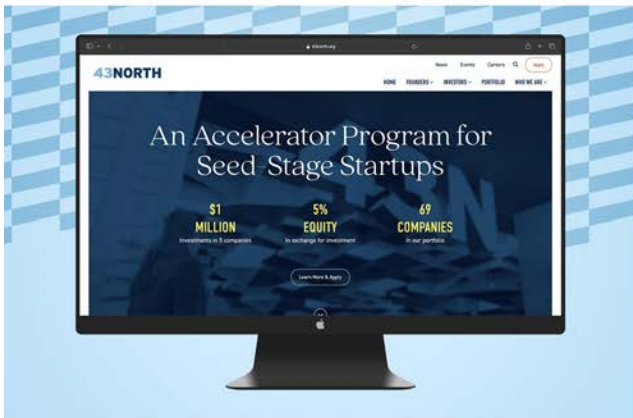 43north.org
News Events Careers Apply
43NORTH
HOME FOUNDERS INVESTORS PORTFOLIO WHO WE ARE
An Accelerator Program for
Seed-Stage Startups
$1 5% 69
MILLION EQUITY COMPANIES
Investments in 5 companies In exchange for investment In our portfolio
Learn More & Apply